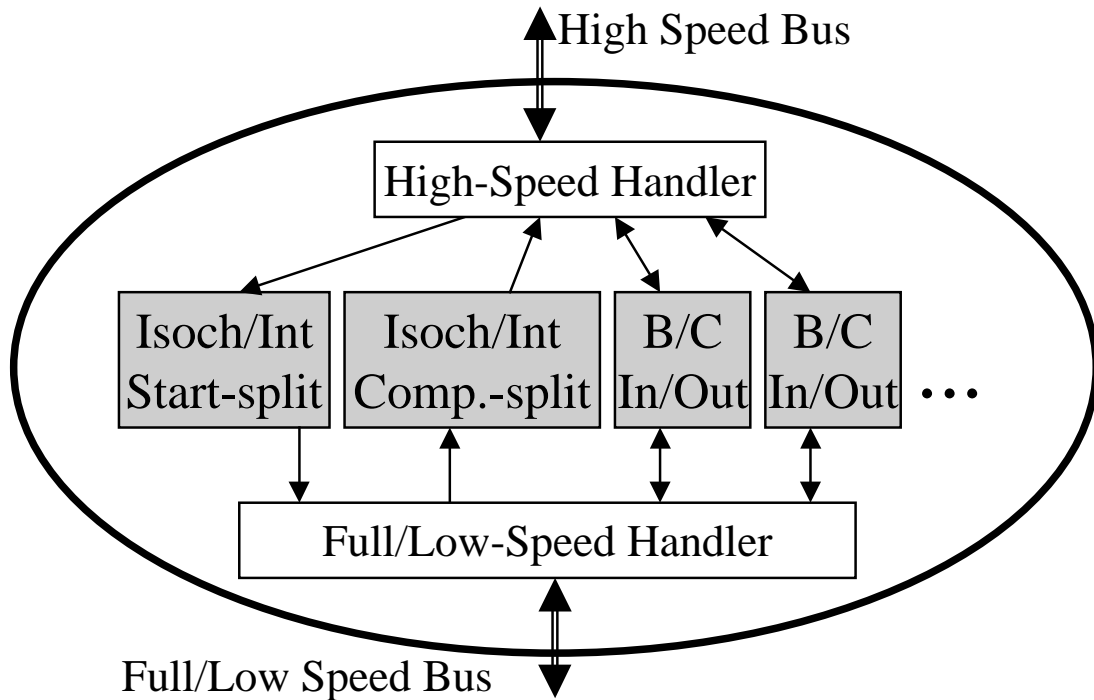 High Speed Bus
High-Speed Handler
Isoch/Int
Start-split
Isoch/Int
Comp.-split
B/C
In/Out
B/C
In/Out
...
Full/Low-Speed Handler
Full/Low Speed Bus